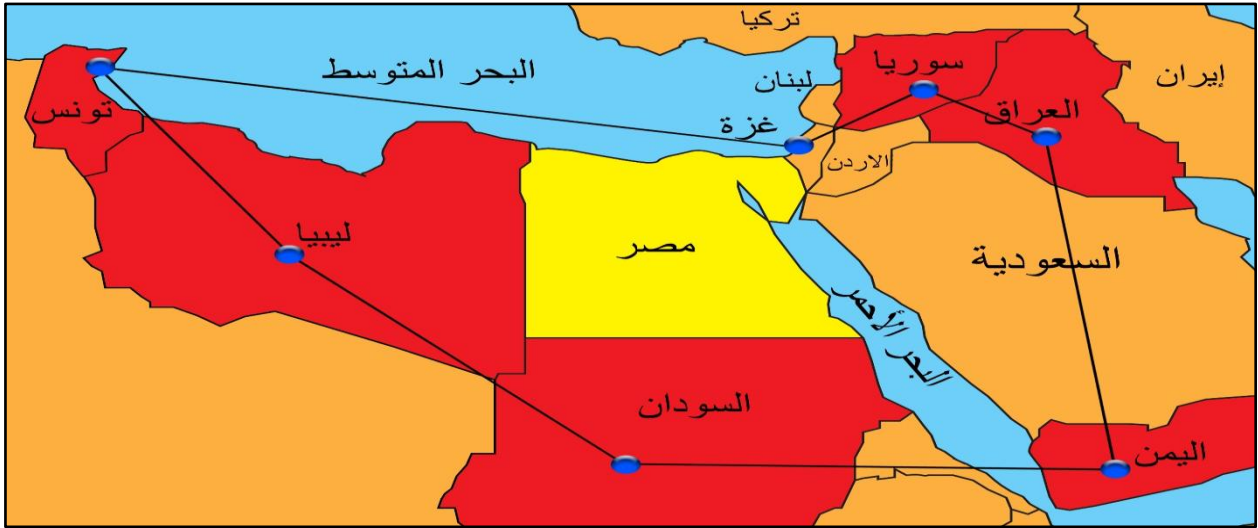 تركيا
البحر المتوسط
لبنان
سوريا
إيران
تونس
غزة
العراق
الاردن
ليبيا
مصر
السعودية
البحر الأحمر
السودان
اليمن